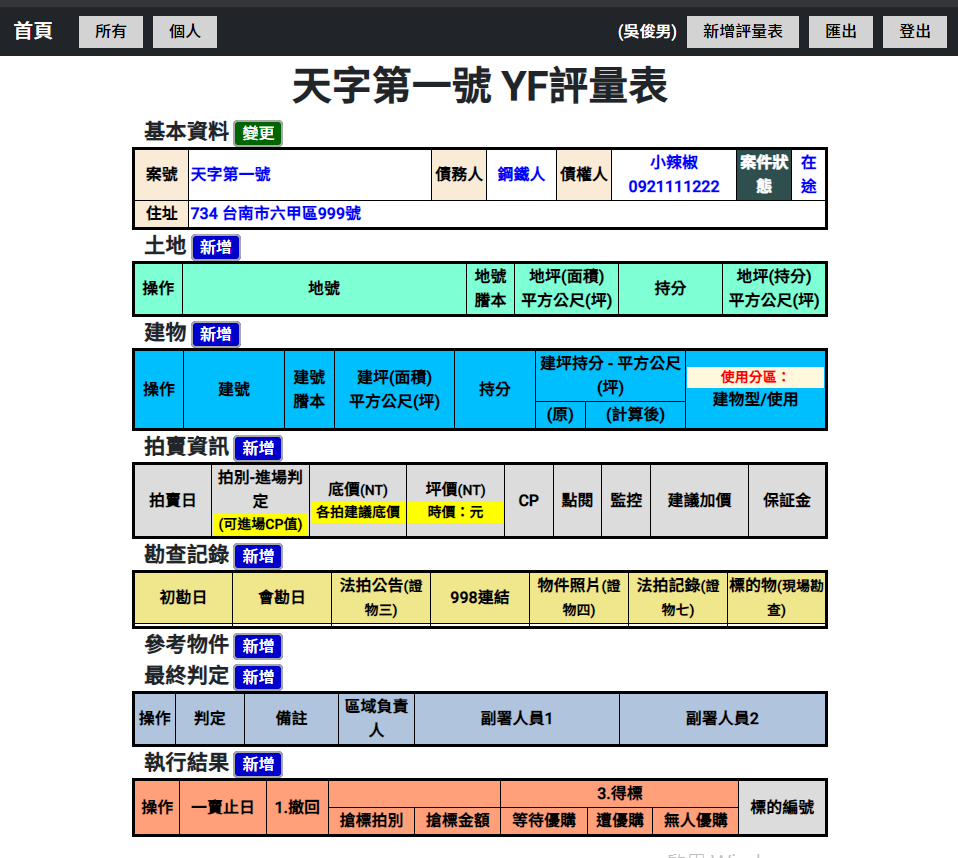 首頁 所有 個人 (吳俊男) 新增評量表 匯出 登出
天字第一號 YF評量表
基本資料 變更
案號 天字第一號 債務人 鋼鐵人 債權人 小辣椒 0921111222 案件狀態 在途
住址 734 台南市六甲區999號
土地 新增
操作 地號 地號謄本 地坪(面積) 平方公尺(坪) 持分 地坪(持分) 平方公尺(坪)
建物 新增
操作 建號 建號謄本 建坪(面積) 平方公尺(坪) 持分 建坪持分 - 平方公尺(坪) 使用分區： 建物型/使用
(原) (計算後)
拍賣資訊 新增
拍賣日 拍別-進場判定 (可進場CP值) 底價(NT) 各拍建議底價 坪價(NT) 時價：元 CP 點閱 監控 建議加價 保証金
勘查記錄 新增
初勘日 會勘日 法拍公告(證物三) 998連結 物件照片(證物四) 法拍記錄(證物七) 標的物(現場勘查)
參考物件 新增
最終判定 新增
操作 判定 備註 區域負責人 副署人員1 副署人員2
執行結果 新增
操作 一賣止日 1.撤回 3.得標 標的編號
搶標拍別 搶標金額 等待優購 遭優購 無人優購